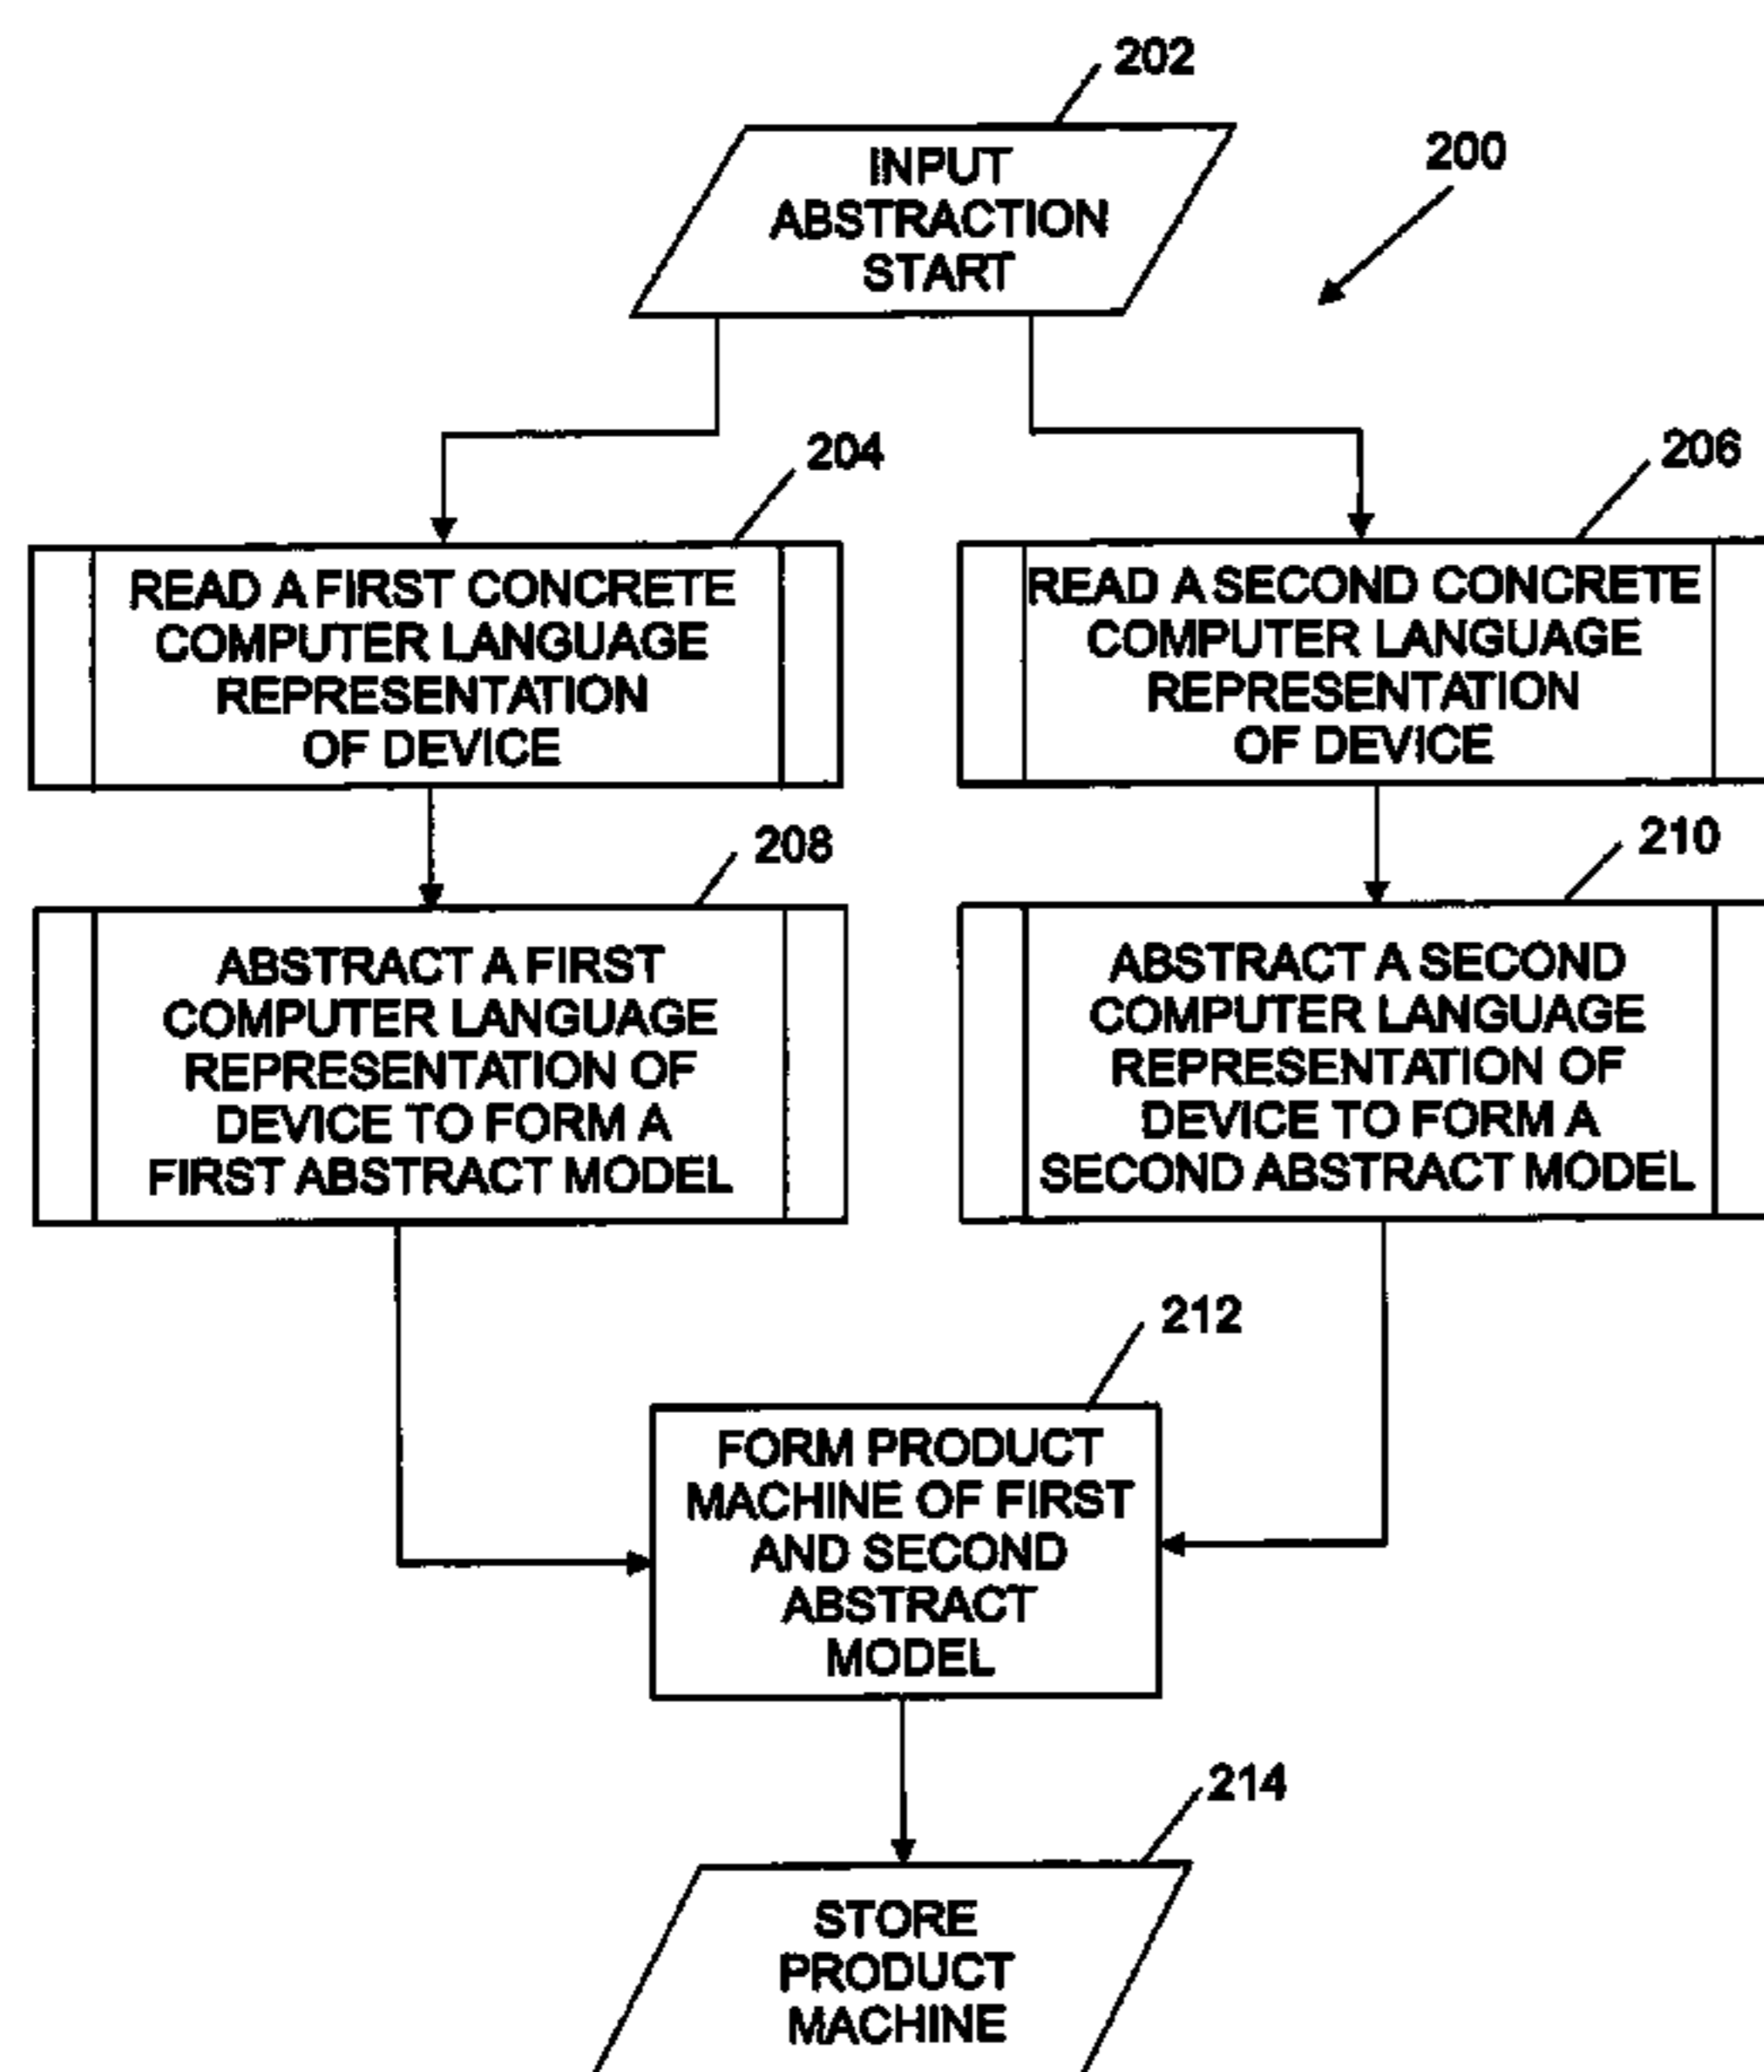 202
INPUT
ABSTRACTION
START
200
204
READ A FIRST CONCRETE
COMPUTER LANGUAGE
REPRESENTATION
OF DEVICE
206
READ A SECOND CONCRETE
COMPUTER LANGUAGE
REPRESENTATION
OF DEVICE
208
ABSTRACT A FIRST
COMPUTER LANGUAGE
REPRESENTATION OF
DEVICE TO FORM A
FIRST ABSTRACT MODEL
210
ABSTRACT A SECOND
COMPUTER LANGUAGE
REPRESENTATION OF
DEVICE TO FORM A
SECOND ABSTRACT MODEL
212
FORM PRODUCT
MACHINE OF FIRST
AND SECOND
ABSTRACT
MODEL
214
STORE
PRODUCT
MACHINE